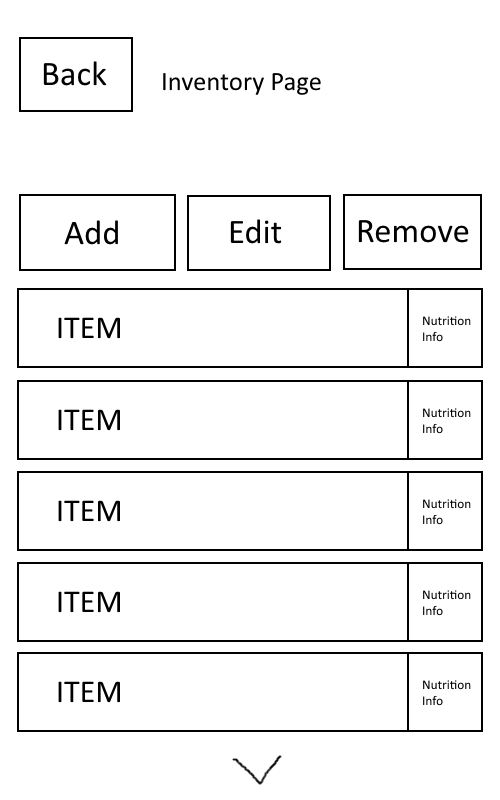 Back
Inventory Page
Add
Edit
Remove
ITEM
Nutrition
Info
ITEM
Nutrition
Info
ITEM
Nutrition
Info
ITEM
Nutrition
Info
ITEM
Nutrition
Info